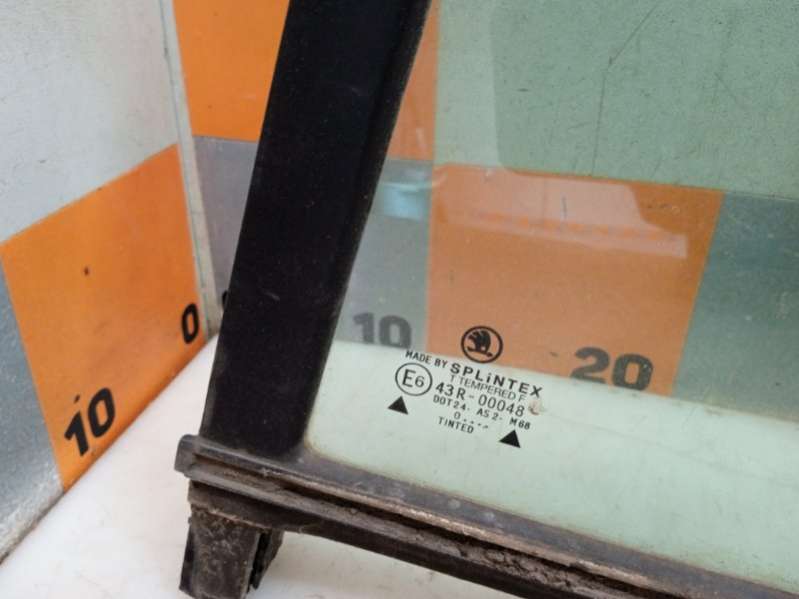 0
10
10
20
MADE BY SPLiNTEX
T TEMPERED F
E6
43R-00048
DOT24 · AS2 · M68
TINTED